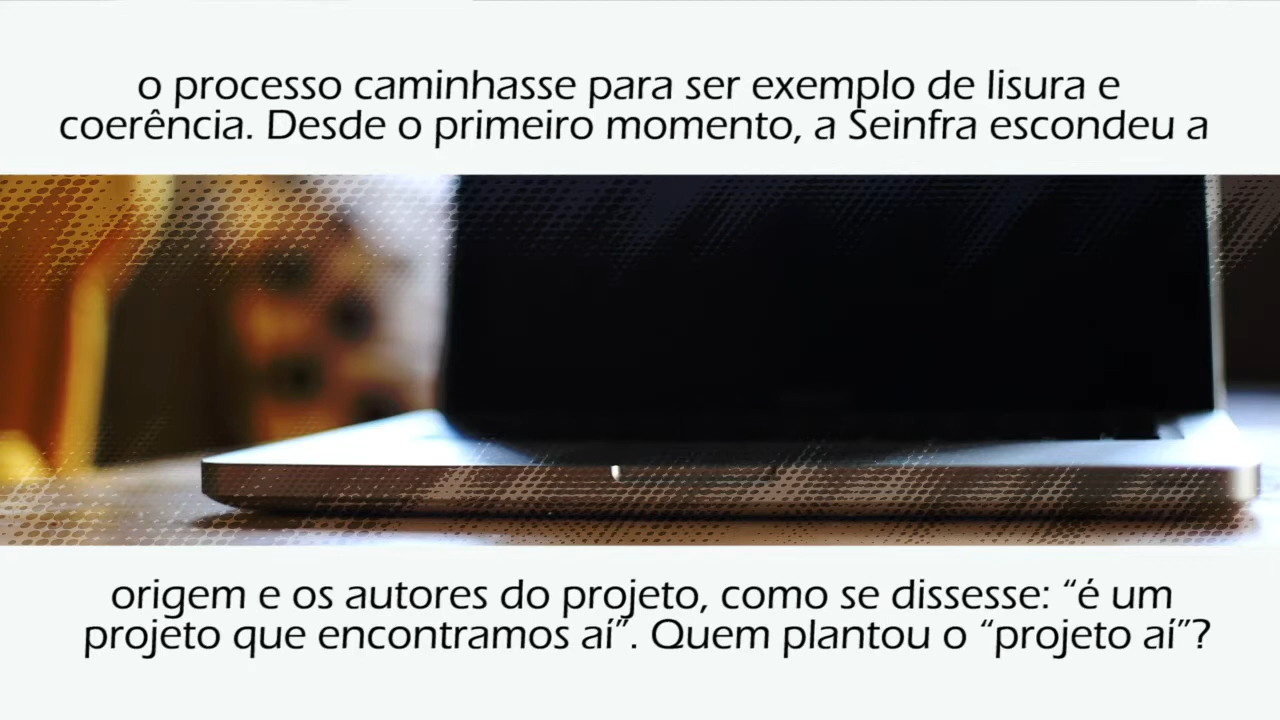 o processo caminhasse para ser exemplo de lisura e
coerência. Desde o primeiro momento, a Seinfra escondeu a
origem e os autores do projeto, como se dissesse: “é um
projeto que encontramos aí”. Quem plantou o “projeto aí”?